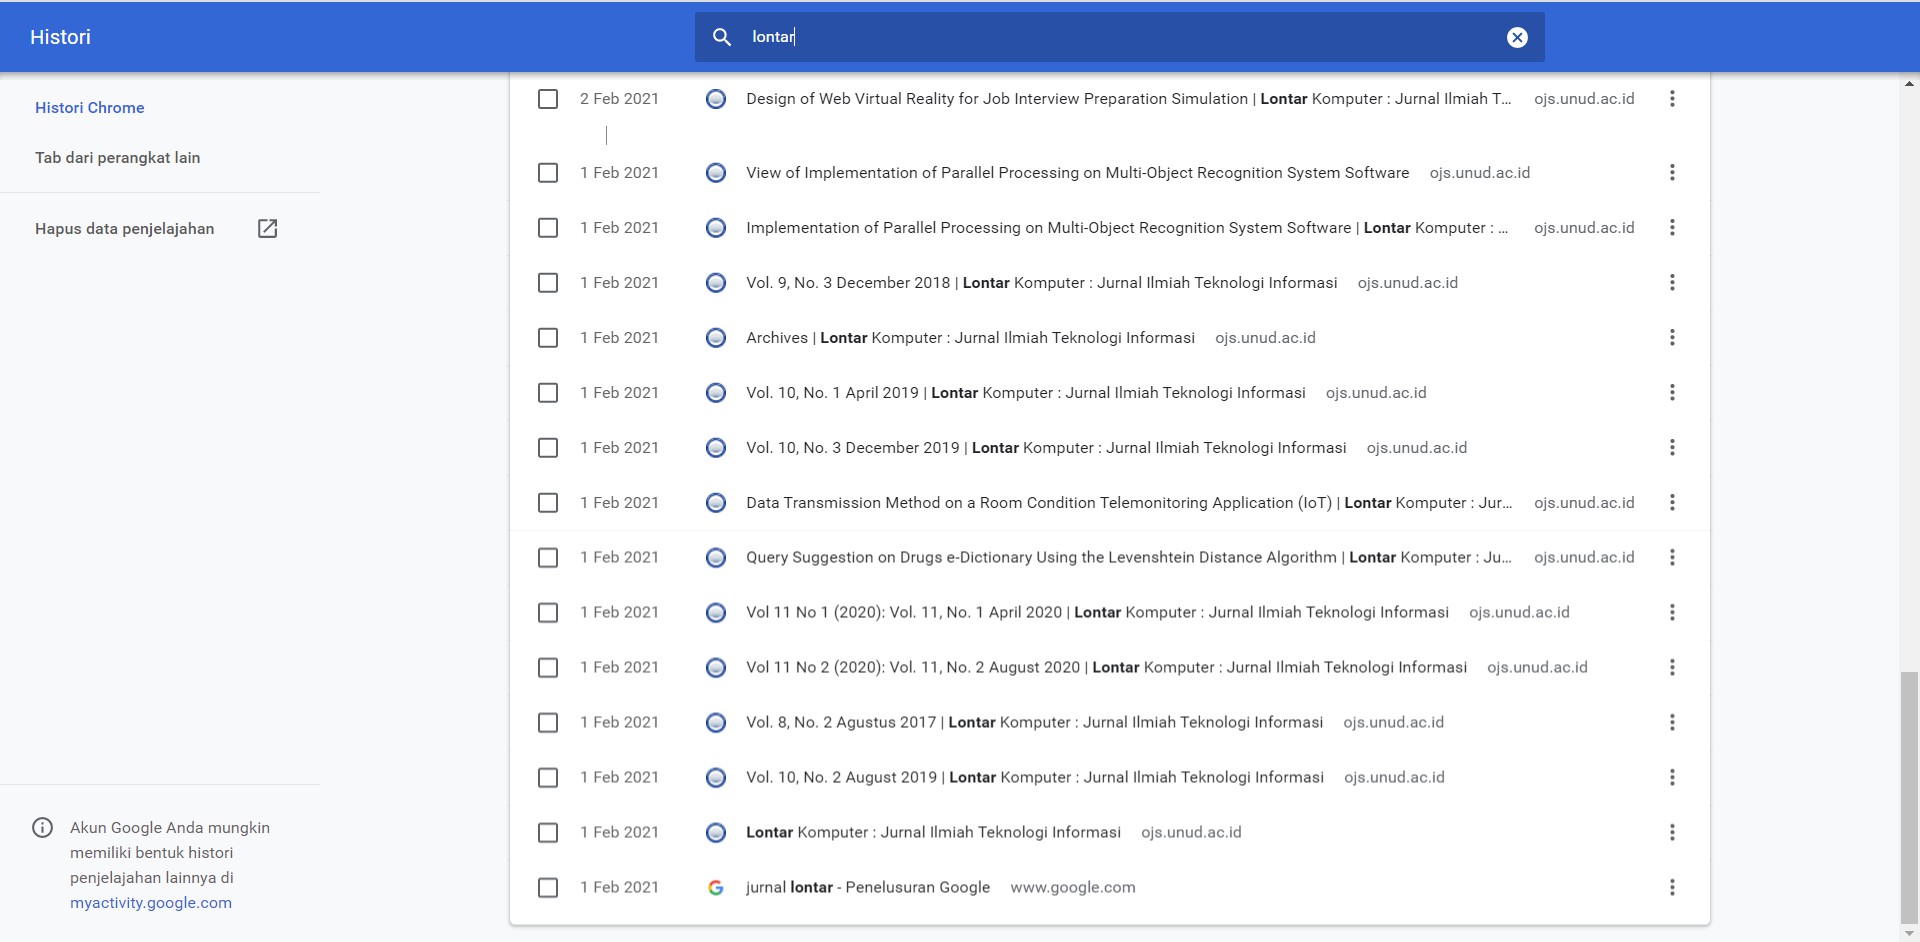 Histori
lontar
Histori Chrome
Tab dari perangkat lain
Hapus data penjelajahan
2 Feb 2021 Design of Web Virtual Reality for Job Interview Preparation Simulation | Lontar Komputer : Jurnal Ilmiah T... ojs.unud.ac.id
1 Feb 2021 View of Implementation of Parallel Processing on Multi-Object Recognition System Software ojs.unud.ac.id
1 Feb 2021 Implementation of Parallel Processing on Multi-Object Recognition System Software | Lontar Komputer : ... ojs.unud.ac.id
1 Feb 2021 Vol. 9, No. 3 December 2018 | Lontar Komputer : Jurnal Ilmiah Teknologi Informasi ojs.unud.ac.id
1 Feb 2021 Archives | Lontar Komputer : Jurnal Ilmiah Teknologi Informasi ojs.unud.ac.id
1 Feb 2021 Vol. 10, No. 1 April 2019 | Lontar Komputer : Jurnal Ilmiah Teknologi Informasi ojs.unud.ac.id
1 Feb 2021 Vol. 10, No. 3 December 2019 | Lontar Komputer : Jurnal Ilmiah Teknologi Informasi ojs.unud.ac.id
1 Feb 2021 Data Transmission Method on a Room Condition Telemonitoring Application (IoT) | Lontar Komputer : Jur... ojs.unud.ac.id
1 Feb 2021 Query Suggestion on Drugs e-Dictionary Using the Levenshtein Distance Algorithm | Lontar Komputer : Ju... ojs.unud.ac.id
1 Feb 2021 Vol 11 No 1 (2020): Vol. 11, No. 1 April 2020 | Lontar Komputer : Jurnal Ilmiah Teknologi Informasi ojs.unud.ac.id
1 Feb 2021 Vol 11 No 2 (2020): Vol. 11, No. 2 August 2020 | Lontar Komputer : Jurnal Ilmiah Teknologi Informasi ojs.unud.ac.id
1 Feb 2021 Vol. 8, No. 2 Agustus 2017 | Lontar Komputer : Jurnal Ilmiah Teknologi Informasi ojs.unud.ac.id
1 Feb 2021 Vol. 10, No. 2 August 2019 | Lontar Komputer : Jurnal Ilmiah Teknologi Informasi ojs.unud.ac.id
1 Feb 2021 Lontar Komputer : Jurnal Ilmiah Teknologi Informasi ojs.unud.ac.id
1 Feb 2021 jurnal lontar - Penelusuran Google www.google.com
Akun Google Anda mungkin
memiliki bentuk histori
penjelajahan lainnya di
myactivity.google.com